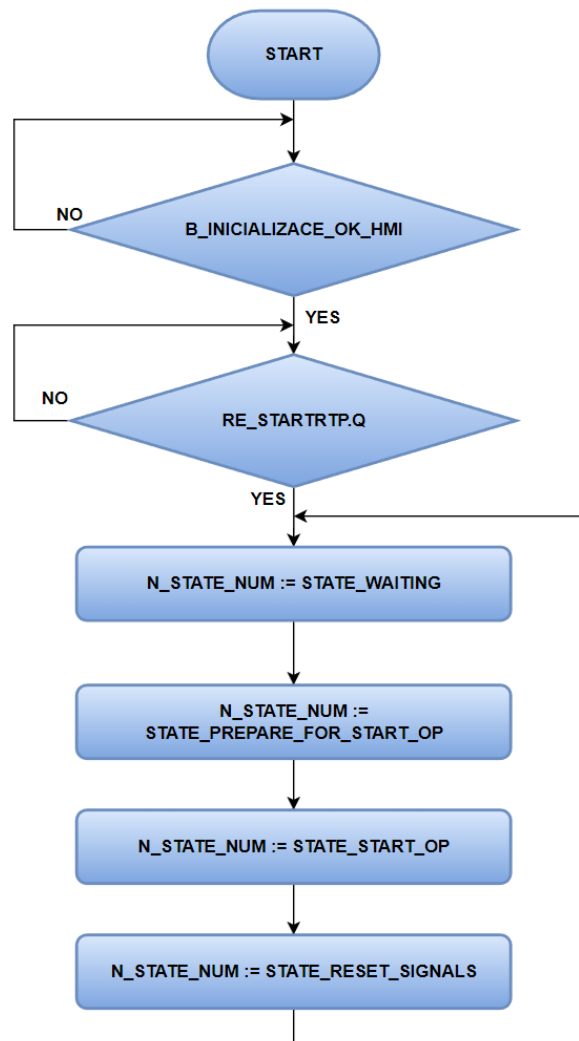 START
NO
B_INICIALIZACE_OK_HMI
YES
NO
RE_STARTRTP.Q
YES
N_STATE_NUM := STATE_WAITING
N_STATE_NUM :=
STATE_PREPARE_FOR_START_OP
N_STATE_NUM := STATE_START_OP
N_STATE_NUM := STATE_RESET_SIGNALS